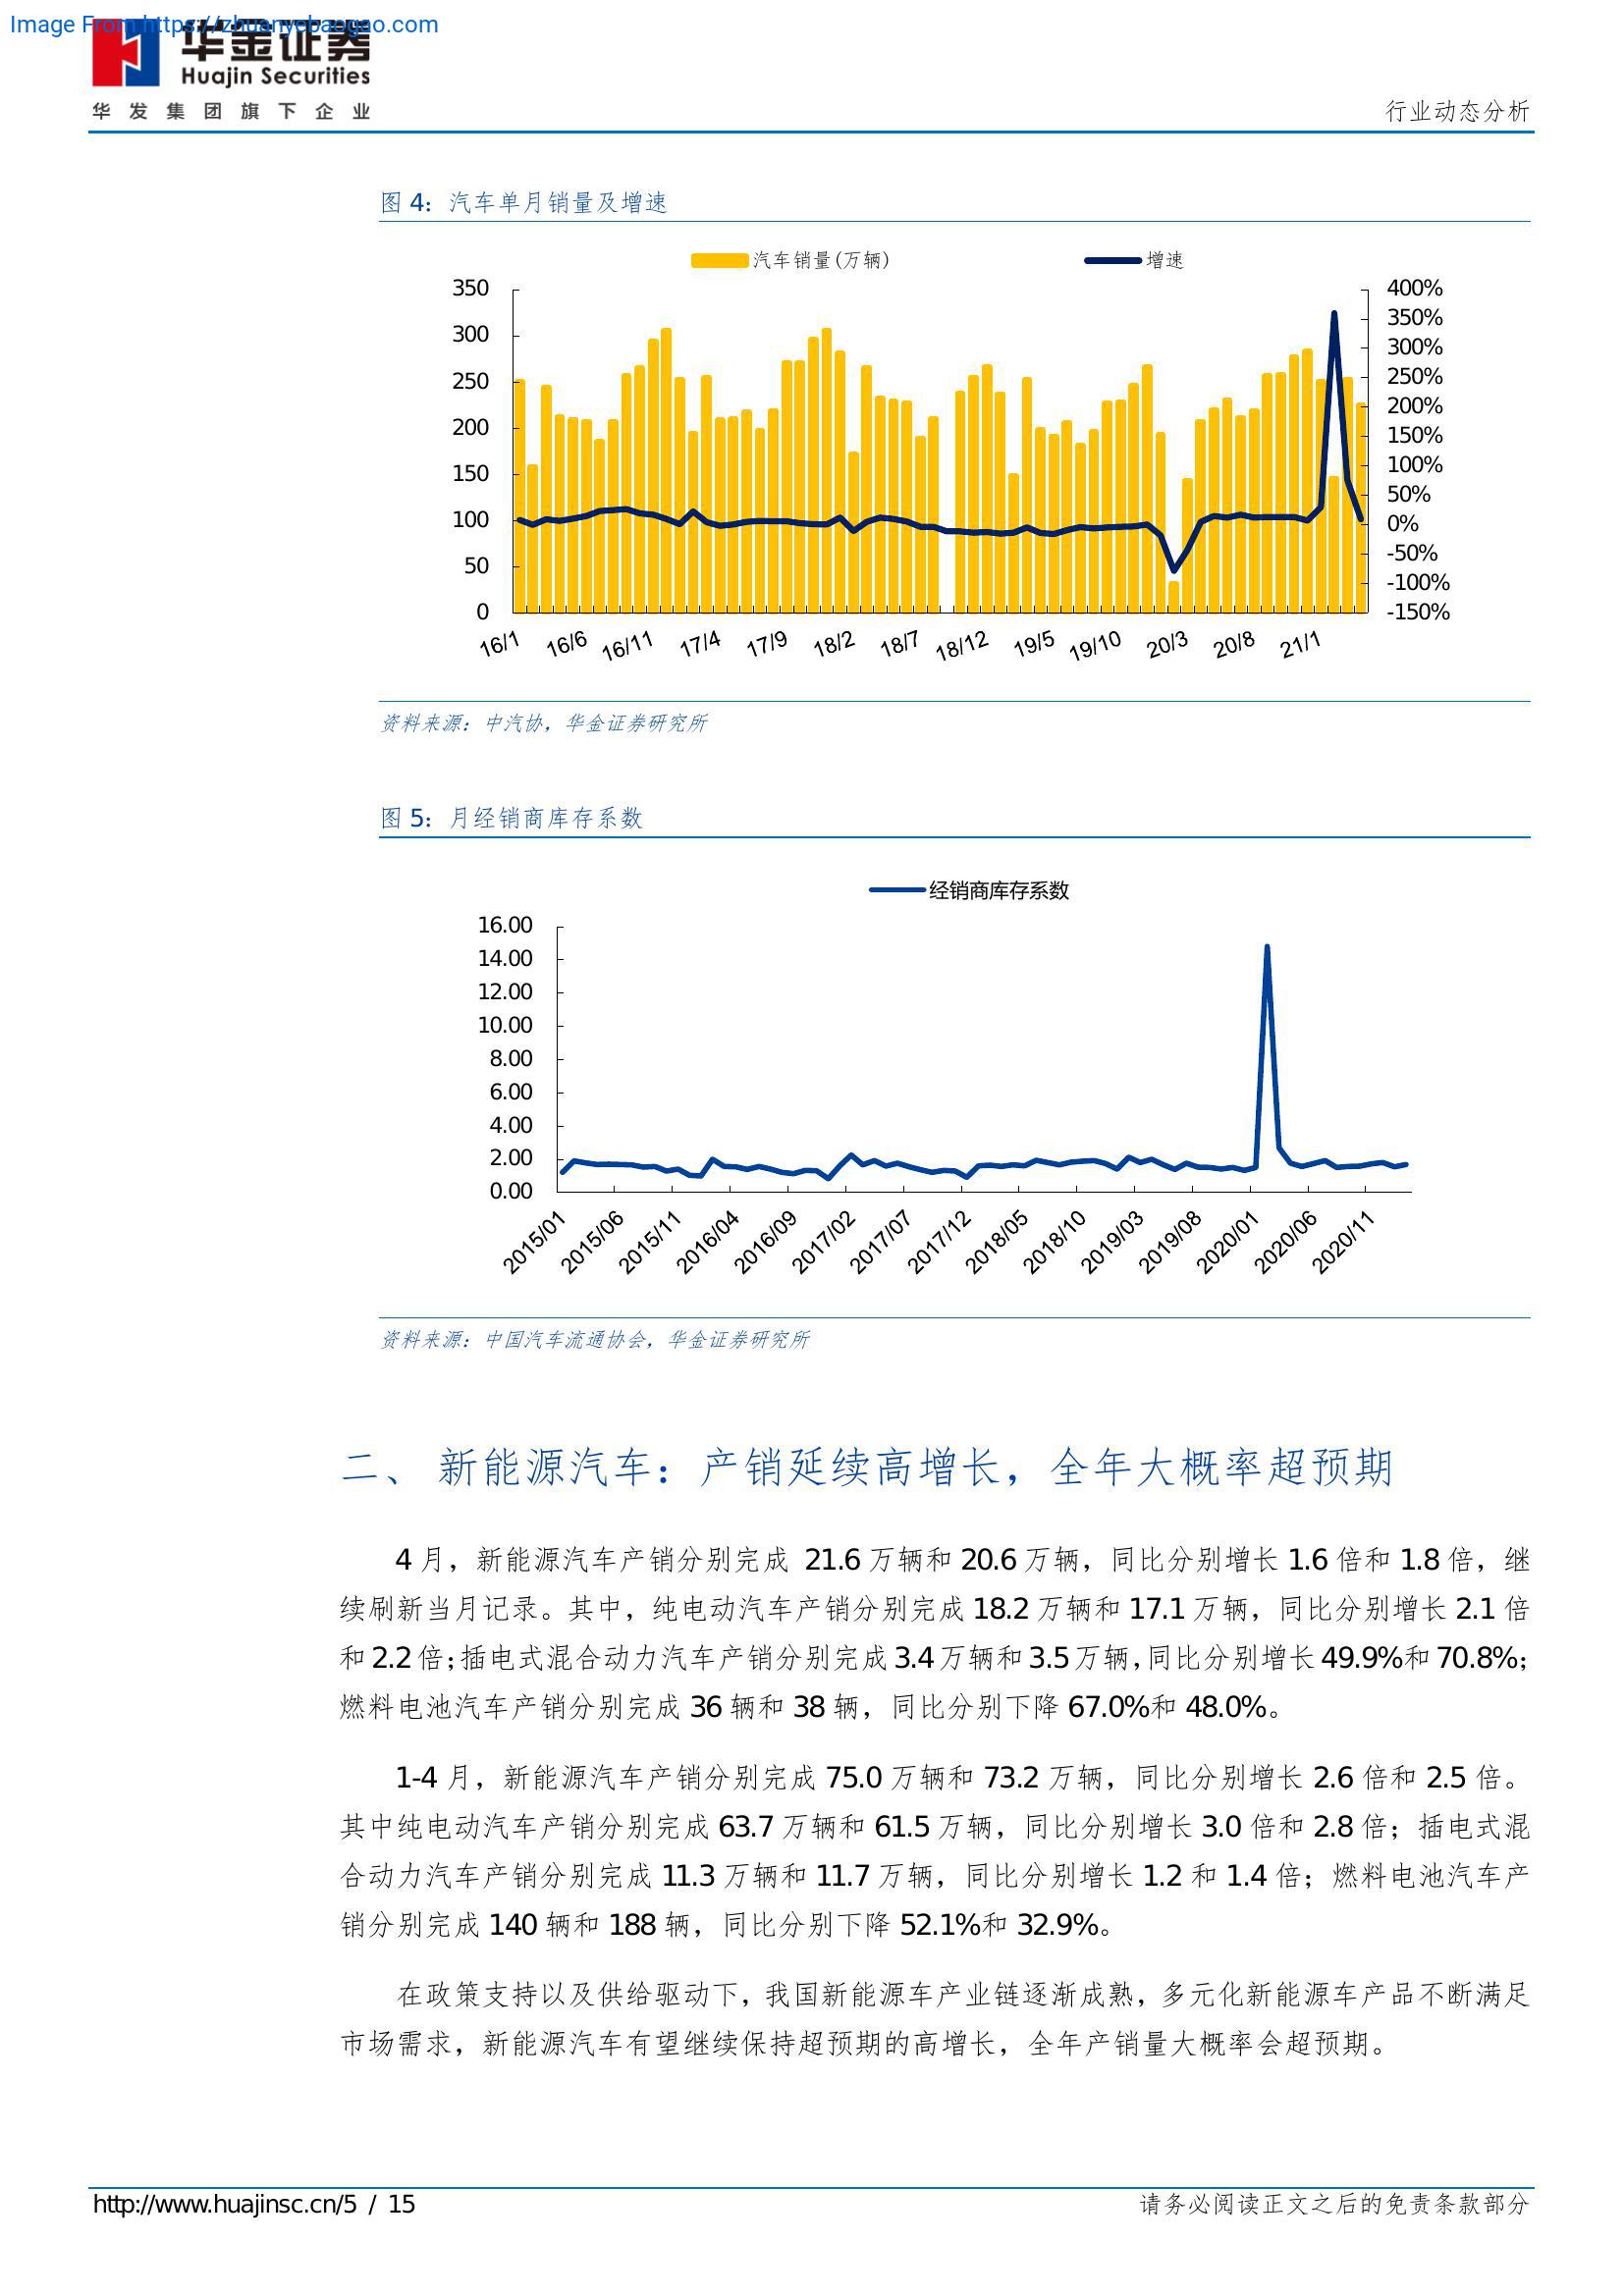 Image From https://zhuanyebaogao.com
华金证券
Huajin Securities
华发集团旗下企业
行业动态分析
图 4：汽车单月销量及增速
汽车销量(万辆) 增速
350 400%
350%
300 300%
250 250%
200 200%
150%
150 100%
50%
100 0%
50 -50%
-100%
0 -150%
16/1 16/6 16/11 17/4 17/9 18/2 18/7 18/12 19/5 19/10 20/3 20/8 21/1
资料来源：中汽协，华金证券研究所
图 5：月经销商库存系数
经销商库存系数
16.00
14.00
12.00
10.00
8.00
6.00
4.00
2.00
0.00
2015/01 2015/06 2015/11 2016/04 2016/09 2017/02 2017/07 2017/12 2018/05 2018/10 2019/03 2019/08 2020/01 2020/06 2020/11
资料来源：中国汽车流通协会，华金证券研究所
二、 新能源汽车：产销延续高增长，全年大概率超预期
4 月，新能源汽车产销分别完成 21.6 万辆和 20.6 万辆，同比分别增长 1.6 倍和 1.8 倍，继
续刷新当月记录。其中，纯电动汽车产销分别完成 18.2 万辆和 17.1 万辆，同比分别增长 2.1 倍
和 2.2 倍；插电式混合动力汽车产销分别完成 3.4 万辆和 3.5 万辆，同比分别增长 49.9%和 70.8%；
燃料电池汽车产销分别完成 36 辆和 38 辆，同比分别下降 67.0%和 48.0%。
1-4 月，新能源汽车产销分别完成 75.0 万辆和 73.2 万辆，同比分别增长 2.6 倍和 2.5 倍。
其中纯电动汽车产销分别完成 63.7 万辆和 61.5 万辆，同比分别增长 3.0 倍和 2.8 倍；插电式混
合动力汽车产销分别完成 11.3 万辆和 11.7 万辆，同比分别增长 1.2 和 1.4 倍；燃料电池汽车产
销分别完成 140 辆和 188 辆，同比分别下降 52.1%和 32.9%。
在政策支持以及供给驱动下，我国新能源车产业链逐渐成熟，多元化新能源车产品不断满足
市场需求，新能源汽车有望继续保持超预期的高增长，全年产销量大概率会超预期。
http://www.huajinsc.cn/5 / 15
请务必阅读正文之后的免责条款部分